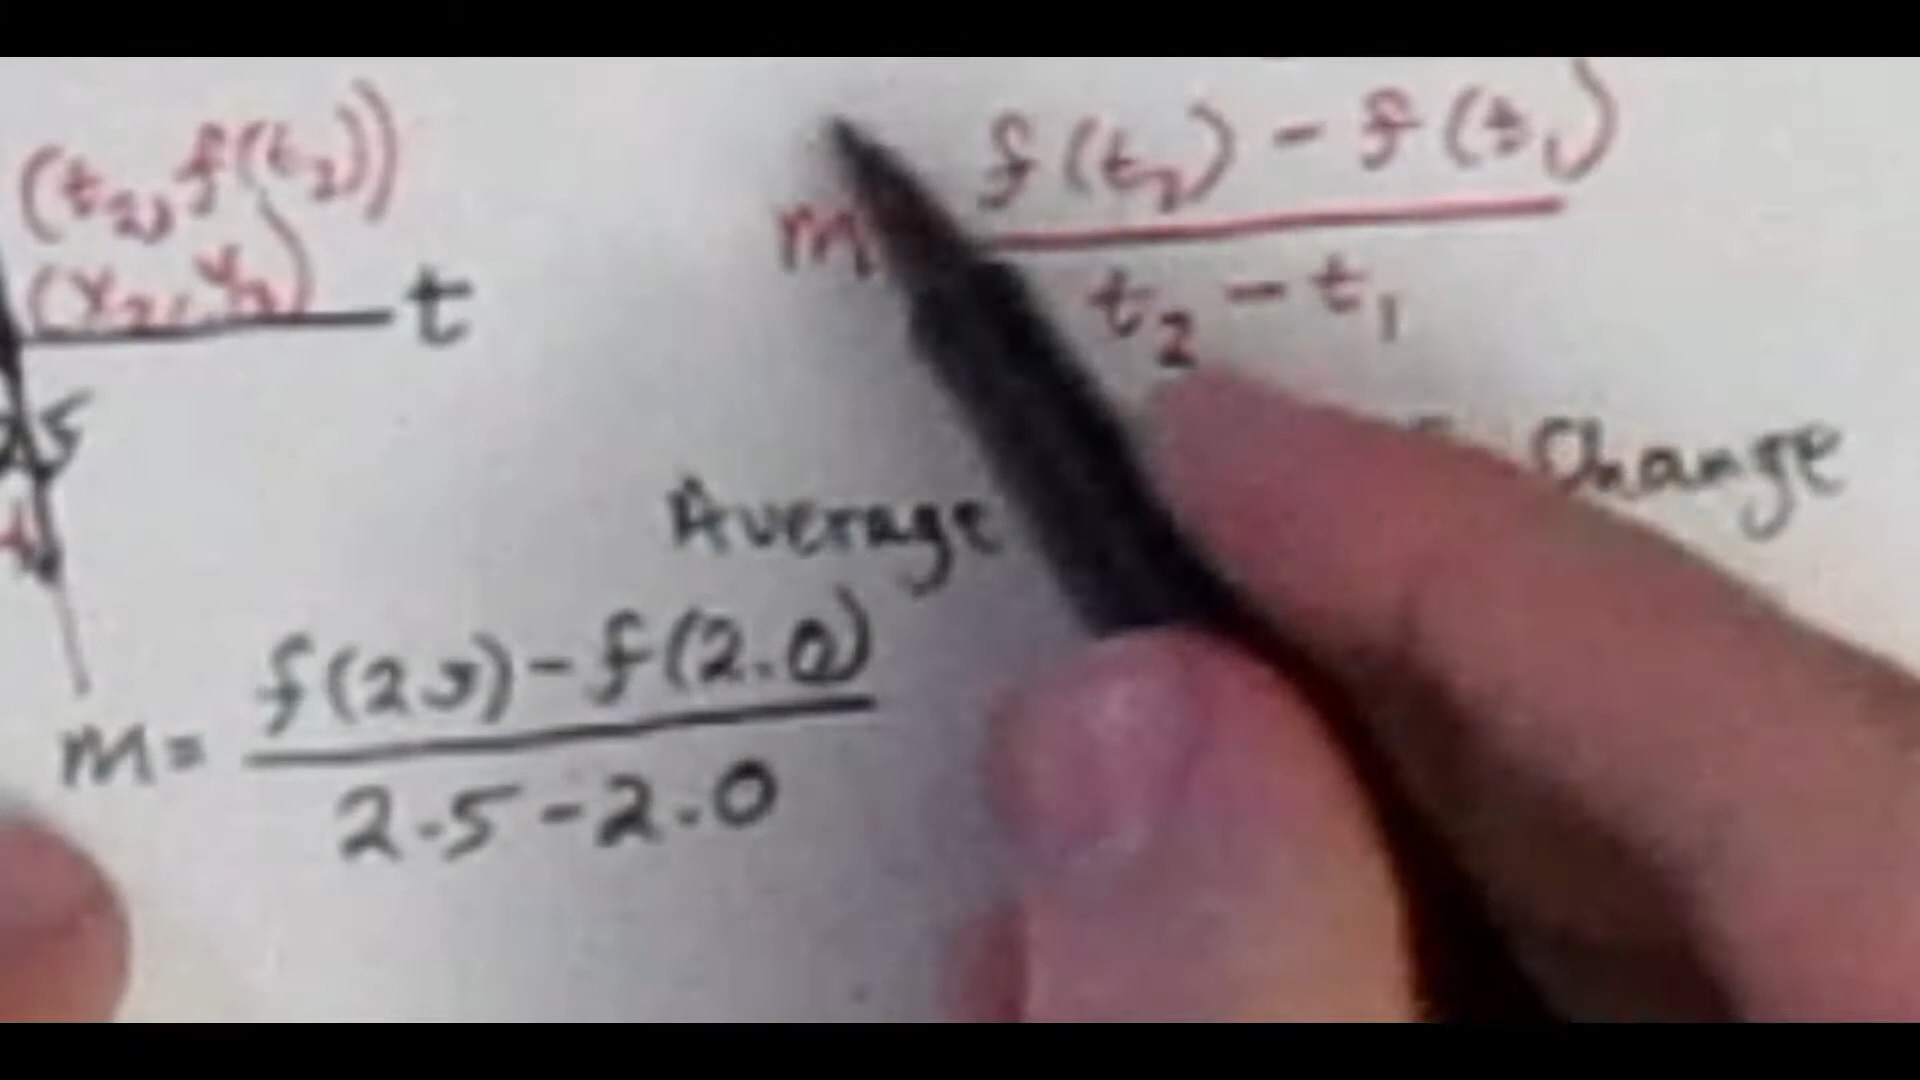 (t₂, f(t₂))
(x₂, y₂)
t
m
f(t₂) - f(t₁)
t₂ - t₁
Average
Change
m = f(2.5) - f(2.0)
2.5 - 2.0